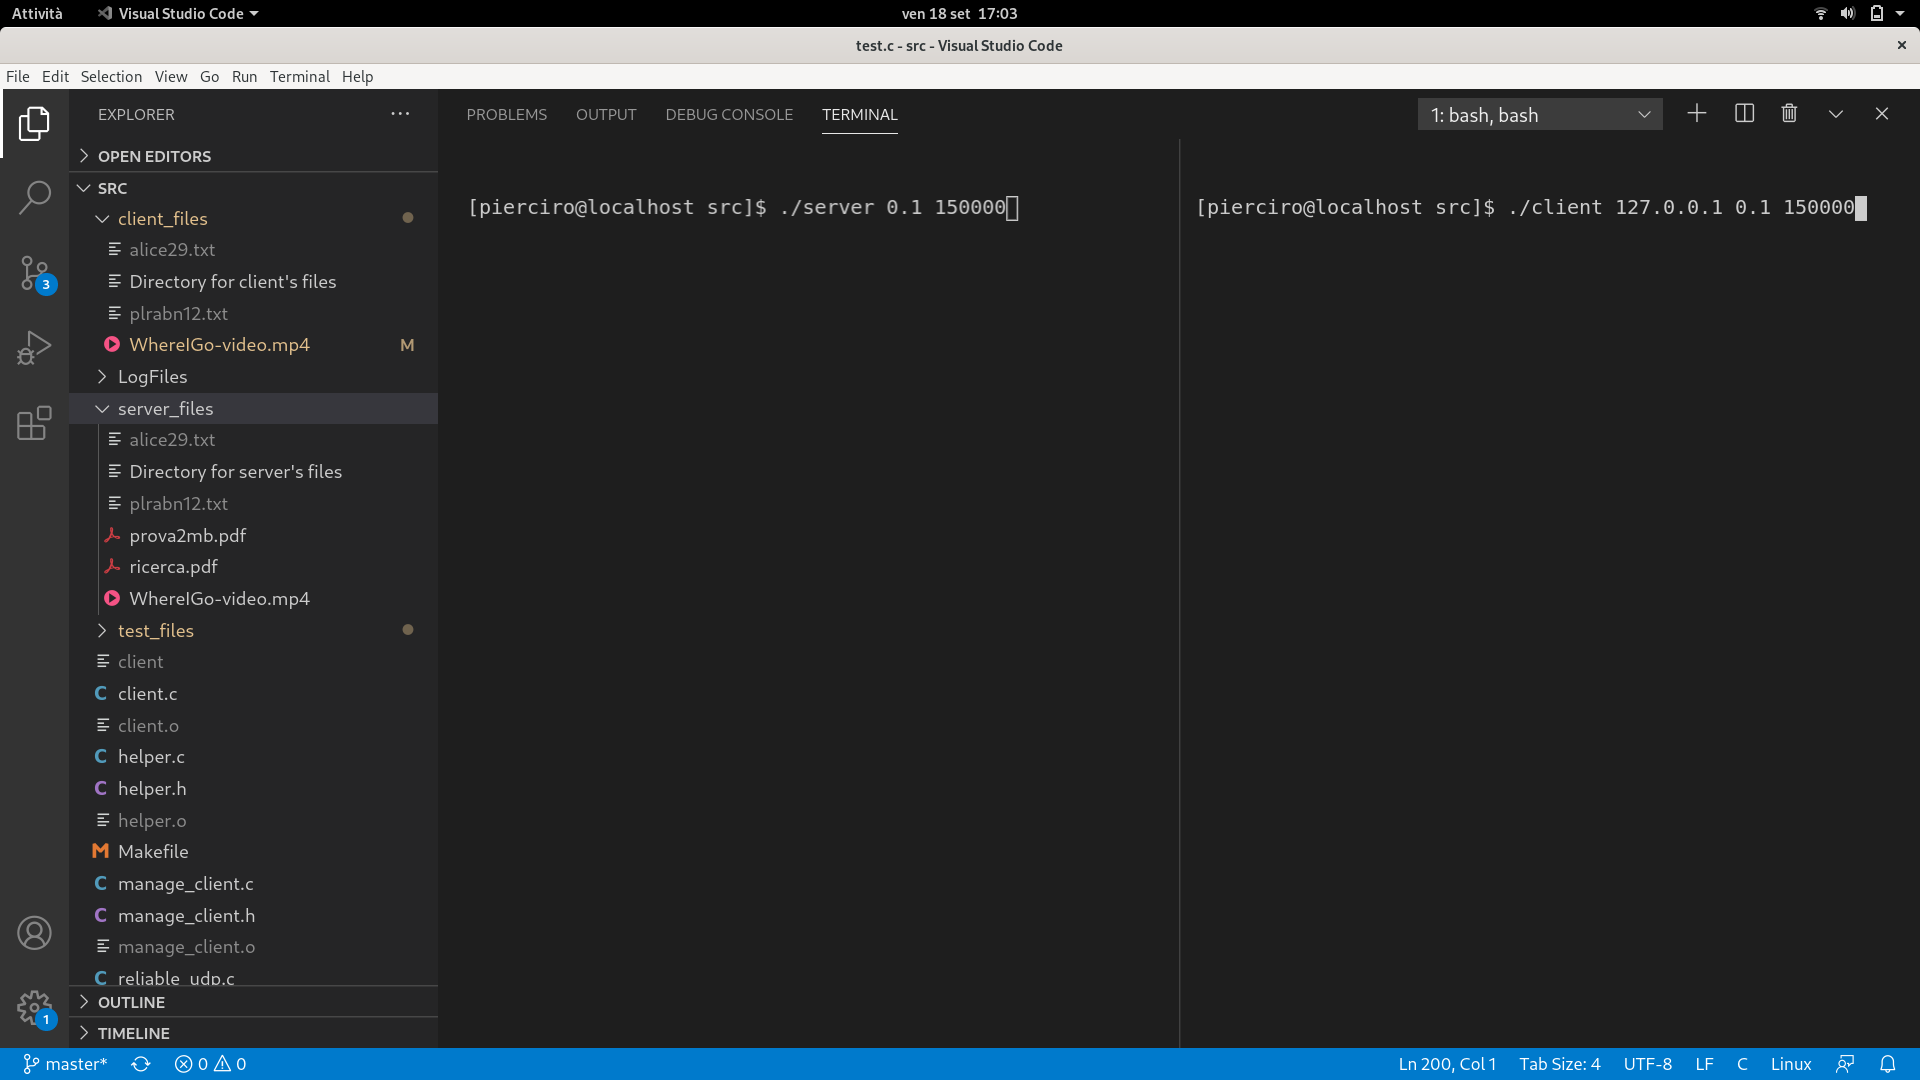 Attività Visual Studio Code ven 18 set 17:03
test.c - src - Visual Studio Code
File Edit Selection View Go Run Terminal Help
EXPLORER
OPEN EDITORS
SRC
client_files
alice29.txt
Directory for client's files
plrabn12.txt
WhereIGo-video.mp4 M
LogFiles
server_files
alice29.txt
Directory for server's files
plrabn12.txt
prova2mb.pdf
ricerca.pdf
WhereIGo-video.mp4
test_files
client
C client.c
client.o
C helper.c
C helper.h
helper.o
M Makefile
C manage_client.c
C manage_client.h
manage_client.o
C reliable_udp.c
OUTLINE
TIMELINE
3
1
PROBLEMS OUTPUT DEBUG CONSOLE TERMINAL 1: bash, bash
[pierciro@localhost src]$ ./server 0.1 150000
[pierciro@localhost src]$ ./client 127.0.0.1 0.1 150000
master* 0 0 Ln 200, Col 1 Tab Size: 4 UTF-8 LF C Linux